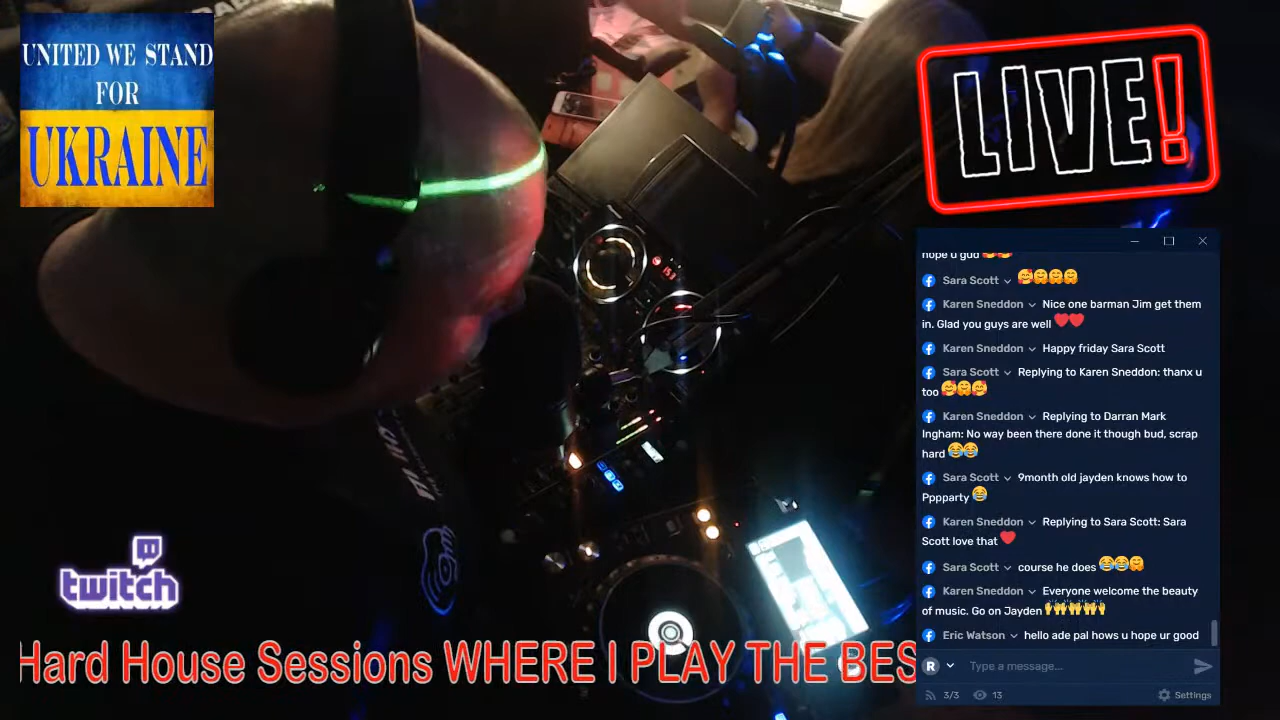 UNITED WE STAND
FOR
UKRAINE
LIVE!
hope u gud
Sara Scott
Karen Sneddon Nice one barman Jim get them
in. Glad you guys are well
Karen Sneddon Happy friday Sara Scott
Sara Scott Replying to Karen Sneddon: thanx u
too
Karen Sneddon Replying to Darran Mark
Ingham: No way been there done it though bud, scrap
hard
Sara Scott 9month old jayden knows how to
Pppparty
Karen Sneddon Replying to Sara Scott: Sara
Scott love that
Sara Scott course he does
Karen Sneddon Everyone welcome the beauty
of music. Go on Jayden
Eric Watson hello ade pal hows u hope ur good
R Type a message...
3/3 13 Settings
twitch
Hard House Sessions WHERE I PLAY THE BES